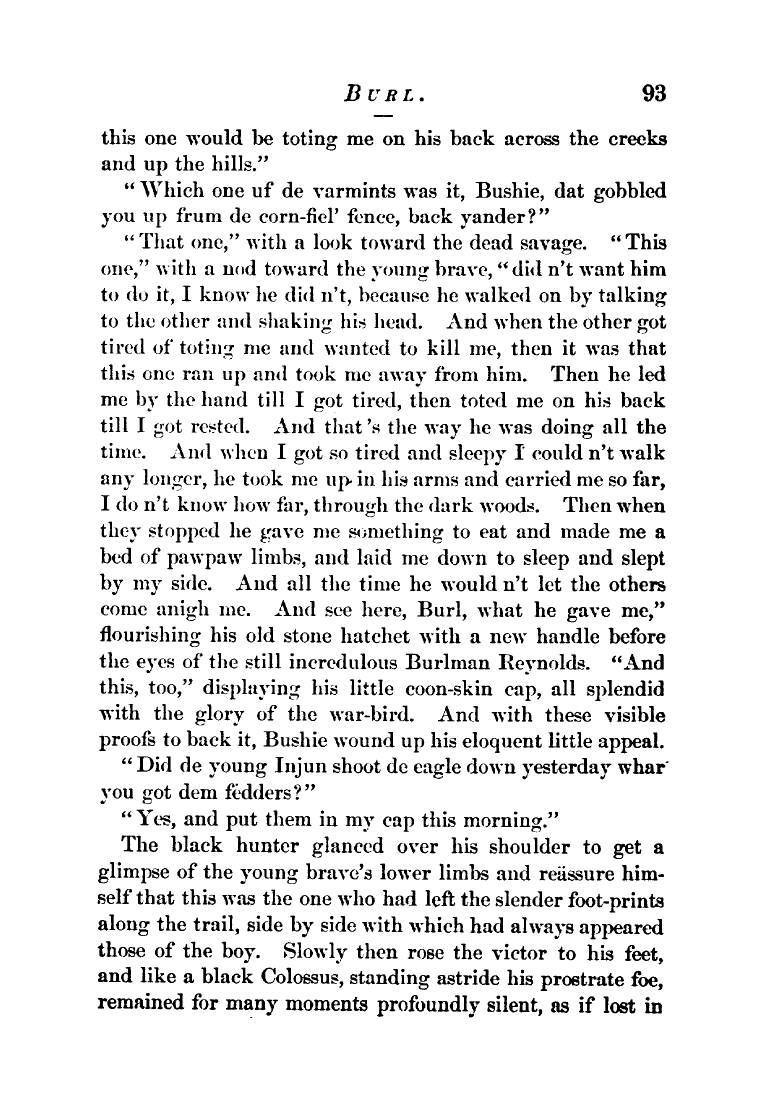 BURL. 93
this one would be toting me on his back across the creeks
and up the hills."
"Which one uf de varmints was it, Bushie, dat gobbled
you up frum de corn-fiel' fence, back yander?"
"That one," with a look toward the dead savage. "This
one," with a nod toward the young brave, "did n't want him
to do it, I know he did n't, because he walked on by talking
to the other and shaking his head. And when the other got
tired of toting me and wanted to kill me, then it was that
this one ran up and took me away from him. Then he led
me by the hand till I got tired, then toted me on his back
till I got rested. And that's the way he was doing all the
time. And when I got so tired and sleepy I could n't walk
any longer, he took me up in his arms and carried me so far,
I do n't know how far, through the dark woods. Then when
they stopped he gave me something to eat and made me a
bed of pawpaw limbs, and laid me down to sleep and slept
by my side. And all the time he would n't let the others
come anigh me. And see here, Burl, what he gave me,"
flourishing his old stone hatchet with a new handle before
the eyes of the still incredulous Burlman Reynolds. "And
this, too," displaying his little coon-skin cap, all splendid
with the glory of the war-bird. And with these visible
proofs to back it, Bushie wound up his eloquent little appeal.
"Did de young Injun shoot de eagle down yesterday whar
you got dem fedders?"
"Yes, and put them in my cap this morning."
The black hunter glanced over his shoulder to get a
glimpse of the young brave's lower limbs and reässure him-
self that this was the one who had left the slender foot-prints
along the trail, side by side with which had always appeared
those of the boy. Slowly then rose the victor to his feet,
and like a black Colossus, standing astride his prostrate foe,
remained for many moments profoundly silent, as if lost in